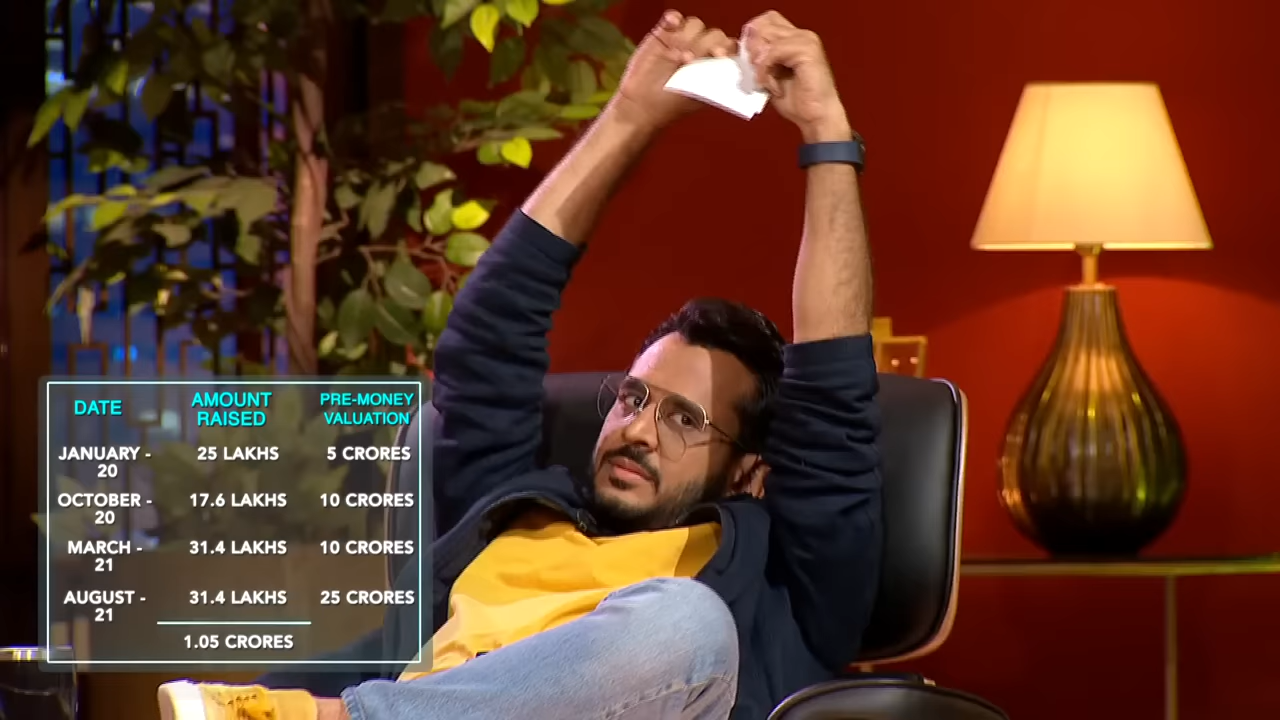 DATE AMOUNT RAISED PRE-MONEY VALUATION
JANUARY - 20 25 LAKHS 5 CRORES
OCTOBER - 20 17.6 LAKHS 10 CRORES
MARCH - 21 31.4 LAKHS 10 CRORES
AUGUST - 21 31.4 LAKHS 25 CRORES
1.05 CRORES